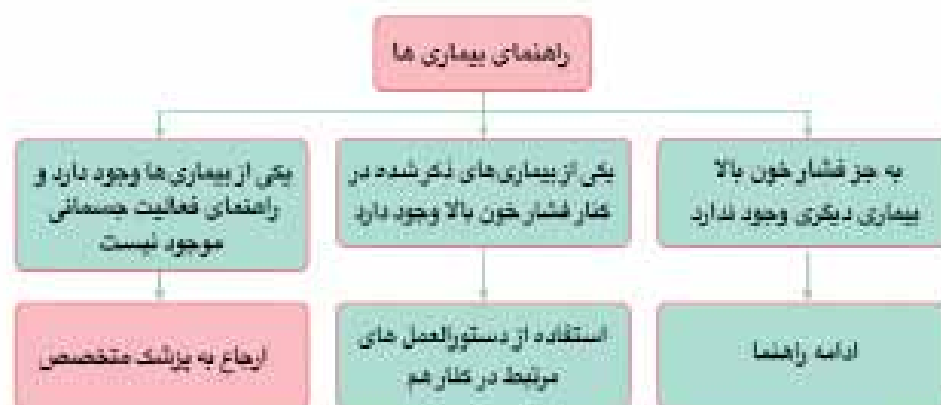 راهنمای بیماری ها
به جز فشار خون بالا
بیماری دیگری وجود ندارد
یکی از بیماری‌های ذکر شده در
کنار فشار خون بالا وجود دارد
یکی از بیماری‌ها وجود دارد و
راهنمای فعالیت جسمانی
موجود نیست
ادامه راهنما
استفاده از دستورالعمل های
مرتبط در کنار هم
ارجاع به پزشک متخصص